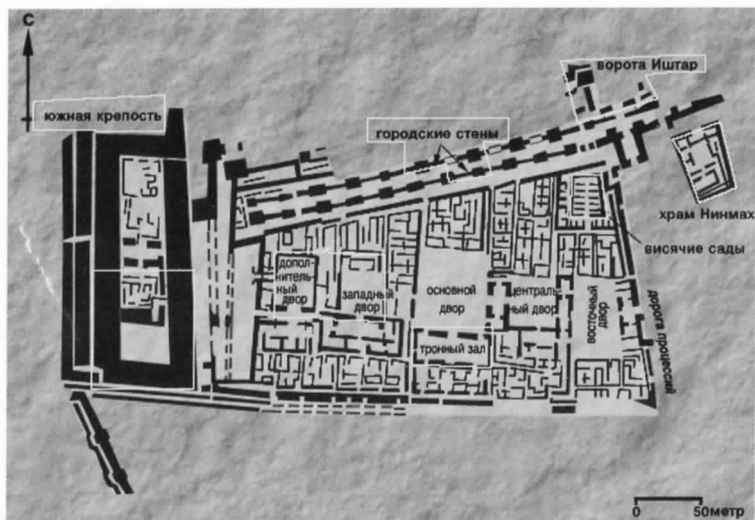 С
ворота Иштар
южная крепость
городские стены
храм Нинмах
висячие сады
допол-
нитель-
ный
двор
западный
двор
основной
двор
централь-
ный двор
восточный
двор
тронный зал
дорога процессий
0 50метр